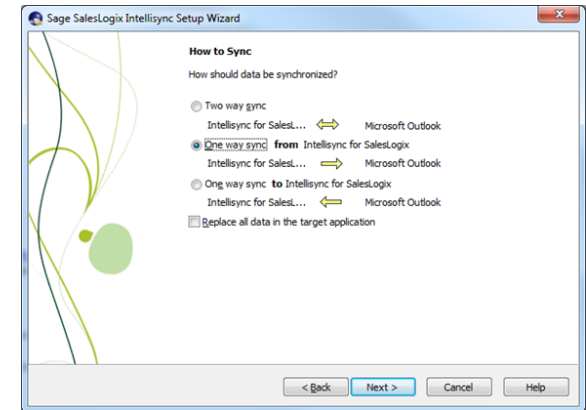 Sage SalesLogix Intellisync Setup Wizard
How to Sync
How should data be synchronized?
Two way sync
Intellisync for SalesL... Microsoft Outlook
One way sync from Intellisync for SalesLogix
Intellisync for SalesL... Microsoft Outlook
One way sync to Intellisync for SalesLogix
Intellisync for SalesL... Microsoft Outlook
Replace all data in the target application
< Back Next > Cancel Help